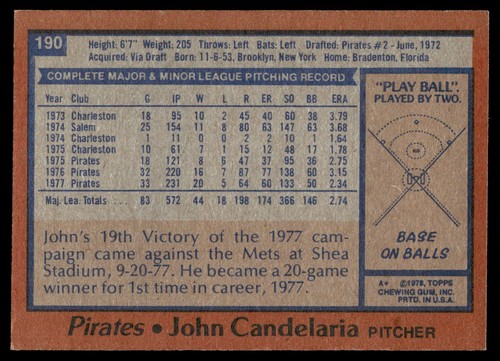 190
Height: 6'7" Weight: 205 Throws: Left Bats: Left Drafted: Pirates #2 - June, 1972
Acquired: Via Draft Born: 11-6-53, Brooklyn, New York Home: Bradenton, Florida
COMPLETE MAJOR & MINOR LEAGUE PITCHING RECORD
Year Club G IP W L R ER SO BB ERA
1973 Charleston 18 95 10 2 45 40 60 38 3.79
1974 Salem 25 154 11 8 80 63 147 63 3.68
1974 Charleston 1 11 0 0 2 2 10 1 1.64
1975 Charleston 10 61 7 1 15 12 48 17 1.78
1975 Pirates 18 121 8 6 47 37 95 36 2.75
1976 Pirates 32 220 16 7 87 77 138 60 3.15
1977 Pirates 33 231 20 5 64 60 133 50 2.34
Maj. Lea. Totals 83 572 44 18 198 174 366 146 2.74
John's 19th Victory of the 1977 cam-
paign came against the Mets at Shea
Stadium, 9-20-77. He became a 20-game
winner for 1st time in career, 1977.
"PLAY BALL".
PLAYED BY TWO.
BASE
ON BALLS
A* © 1978, TOPPS
CHEWING GUM, INC.
PRTD. IN U.S.A.
Pirates • John Candelaria PITCHER